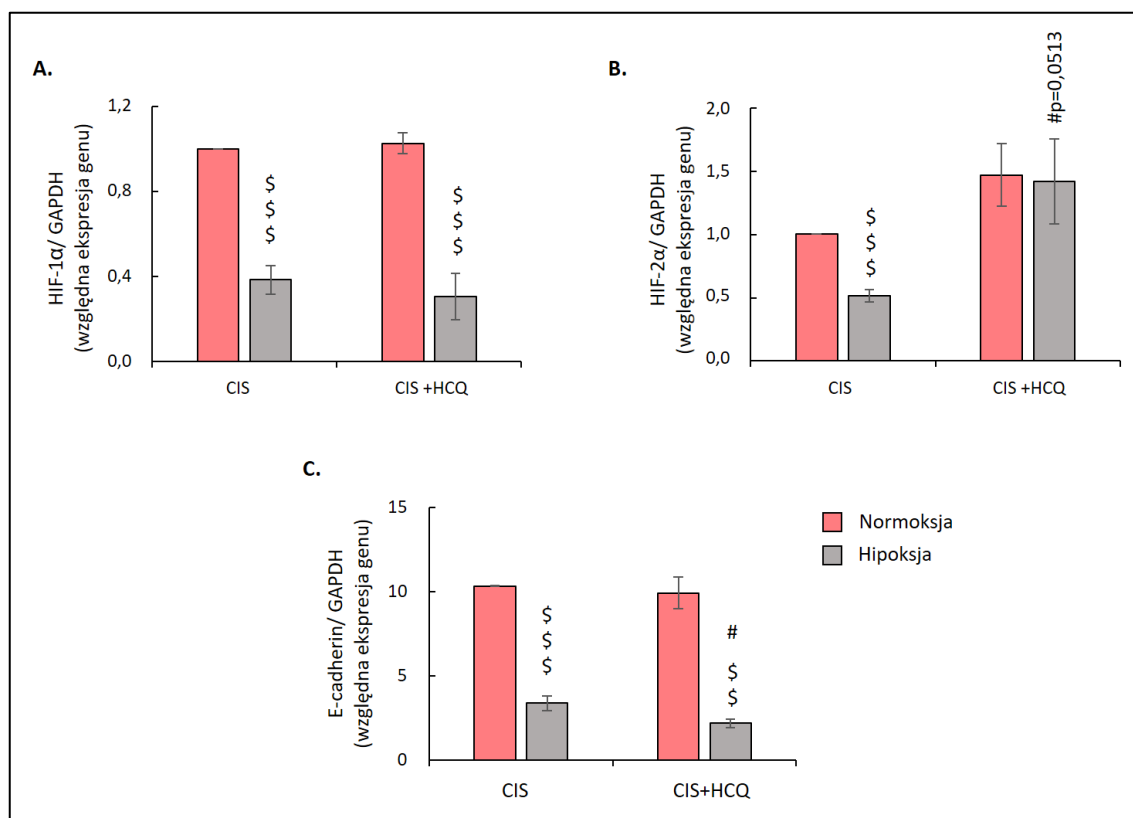 A.
HIF-1α/ GAPDH
(względna ekspresja genu)
1,2
0,8
0,4
0,0
$
$
$
$
$
$
CIS
CIS +HCQ
B.
HIF-2α/ GAPDH
(względna ekspresja genu)
2,0
1,5
1,0
0,5
0,0
$
$
$
#p=0,0513
CIS
CIS +HCQ
C.
E-cadherin/ GAPDH
(względna ekspresja genu)
15
10
5
0
$
$
$
#
$
$
CIS
CIS+HCQ
Normoksja
Hipoksja